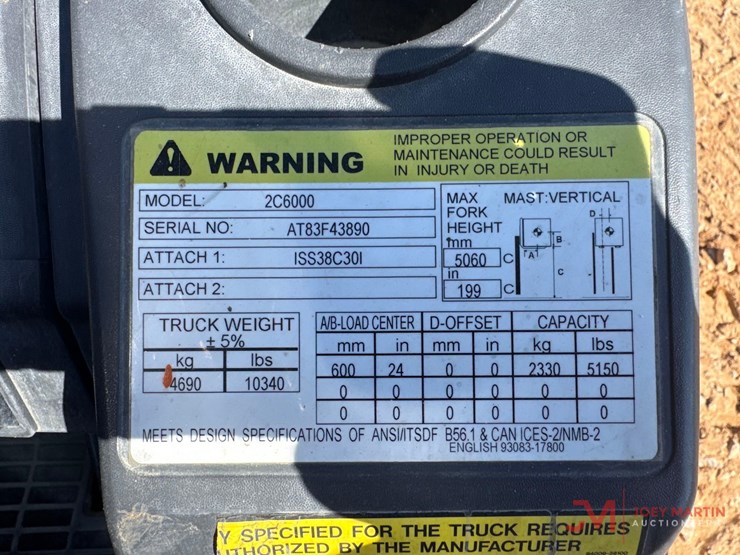 WARNING
IMPROPER OPERATION OR
MAINTENANCE COULD RESULT
IN INJURY OR DEATH
MODEL: 2C6000
SERIAL NO: AT83F43890
ATTACH 1: ISS38C30I
ATTACH 2:
MAX
FORK
HEIGHT
mm
5060 C
in
199 C
MAST:VERTICAL
D
B
A
C
TRUCK WEIGHT
± 5%
kg lbs
4690 10340
A/B-LOAD CENTER D-OFFSET CAPACITY
mm in mm in kg lbs
600 24 0 0 2330 5150
0 0 0 0 0 0
0 0 0 0 0 0
MEETS DESIGN SPECIFICATIONS OF ANSI/ITSDF B56.1 & CAN ICES-2/NMB-2
ENGLISH 93083-17800
Y SPECIFIED FOR THE TRUCK REQUIRES
UTHORIZED BY THE MANUFACTURER
JOEY MARTIN
AUCTIONEERS